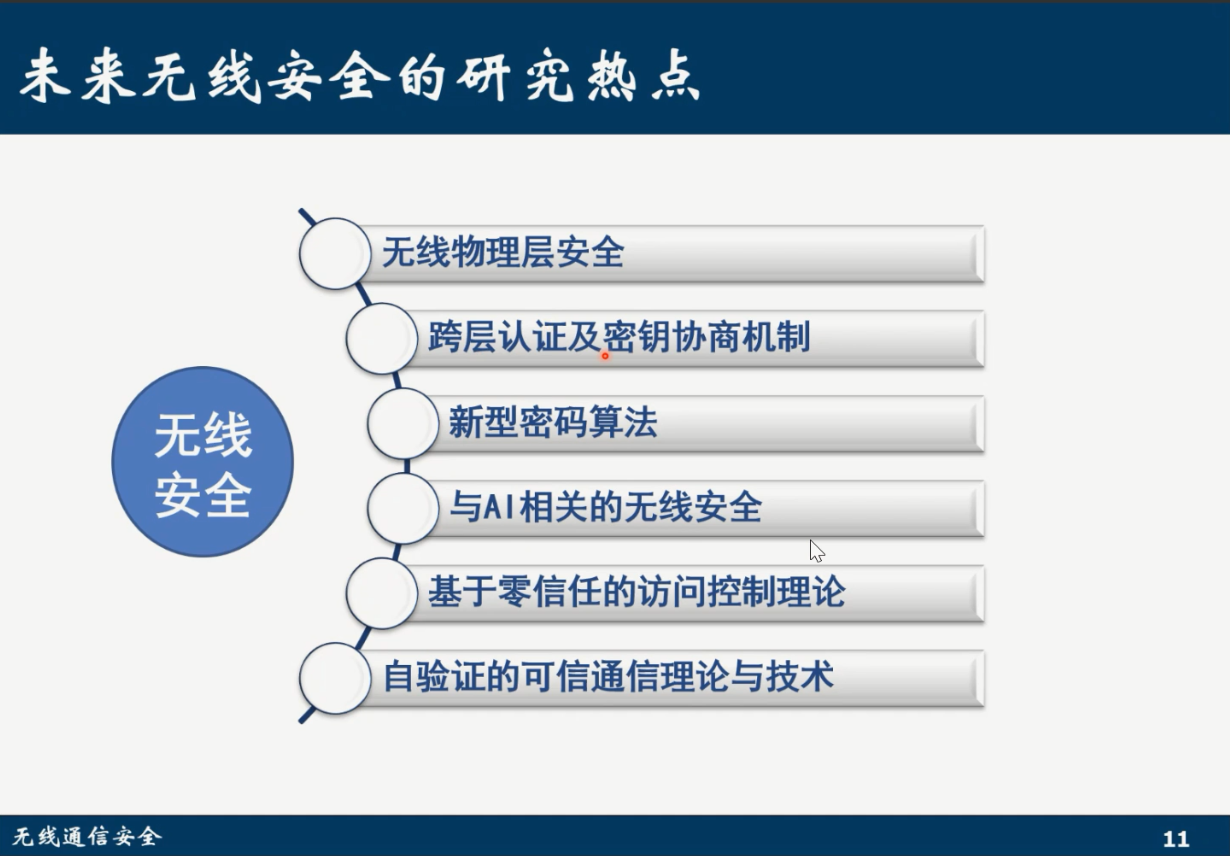 未来无线安全的研究热点
无线物理层安全
跨层认证及密钥协商机制
新型密码算法
无线
安全
与AI相关的无线安全
基于零信任的访问控制理论
自验证的可信通信理论与技术
无线通信安全
11